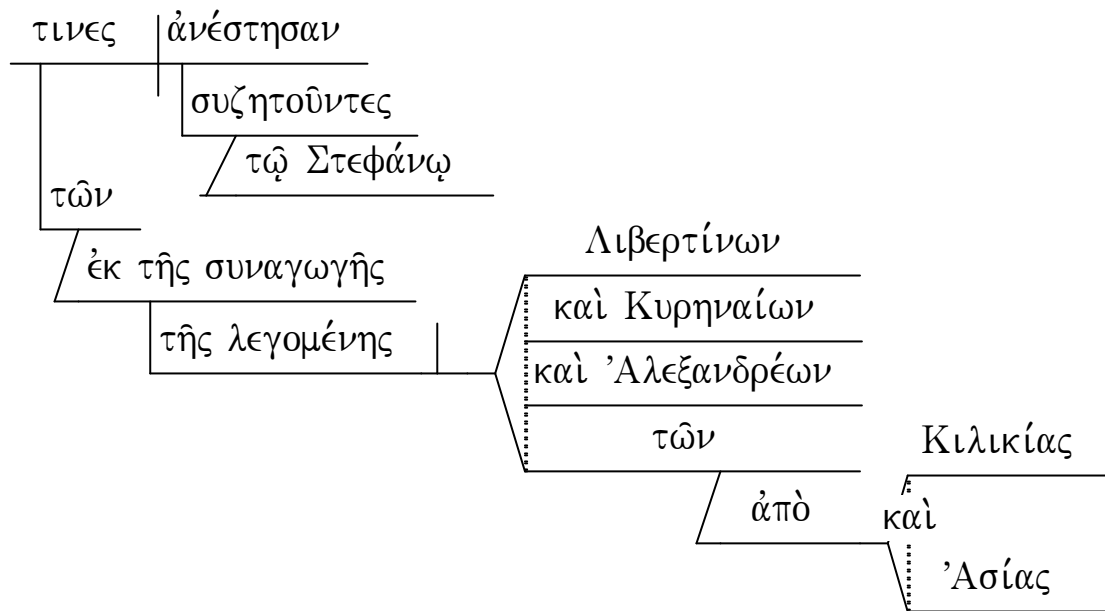 τινες ἀνέστησαν
συζητοῦντες
τῷ Στεφάνῳ
τῶν
ἐκ τῆς συναγωγῆς
τῆς λεγομένης
Λιβερτίνων
καὶ Κυρηναίων
καὶ Ἀλεξανδρέων
τῶν
ἀπὸ
Κιλικίας
καὶ
Ἀσίας